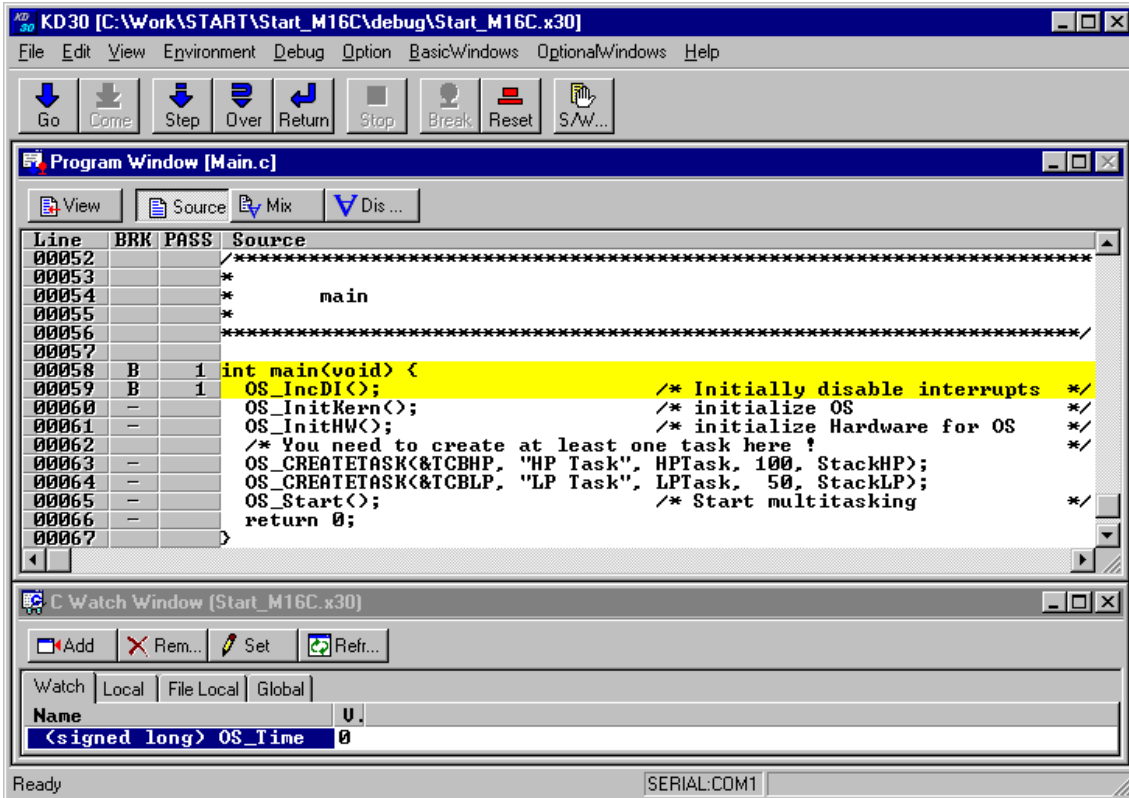 KD30 [C:\Work\START\Start_M16C\debug\Start_M16C.x30]
File Edit View Environment Debug Option BasicWindows OptionalWindows Help
Go Come Step Over Return Stop Break Reset S/W...
Program Window [Main.c]
View Source Mix Dis ...
Line BRK PASS Source
00052 /*********************************************************************
00053 *
00054 * main
00055 *
00056 *********************************************************************/
00057
00058 B 1 int main(void) {
00059 B 1 OS_IncDI(); /* Initially disable interrupts */
00060 - OS_InitKern(); /* initialize OS */
00061 - OS_InitHW(); /* initialize Hardware for OS */
00062 /* You need to create at least one task here ! */
00063 - OS_CREATETASK(&TCBHP, "HP Task", HPTask, 100, StackHP);
00064 - OS_CREATETASK(&TCBLP, "LP Task", LPTask, 50, StackLP);
00065 - OS_Start(); /* Start multitasking */
00066 - return 0;
00067 }
C Watch Window (Start_M16C.x30)
Add Rem... Set Refr...
Watch Local File Local Global
Name V.
(signed long) OS_Time 0
Ready SERIAL:COM1